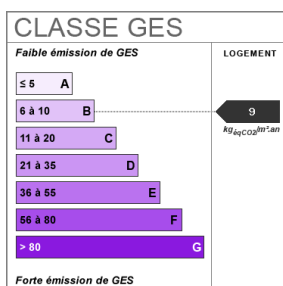 CLASSE GES
Faible émission de GES
LOGEMENT
≤ 5 A
6 à 10 B
9
kgéqCO2/m².an
11 à 20 C
21 à 35 D
36 à 55 E
56 à 80 F
> 80 G
Forte émission de GES